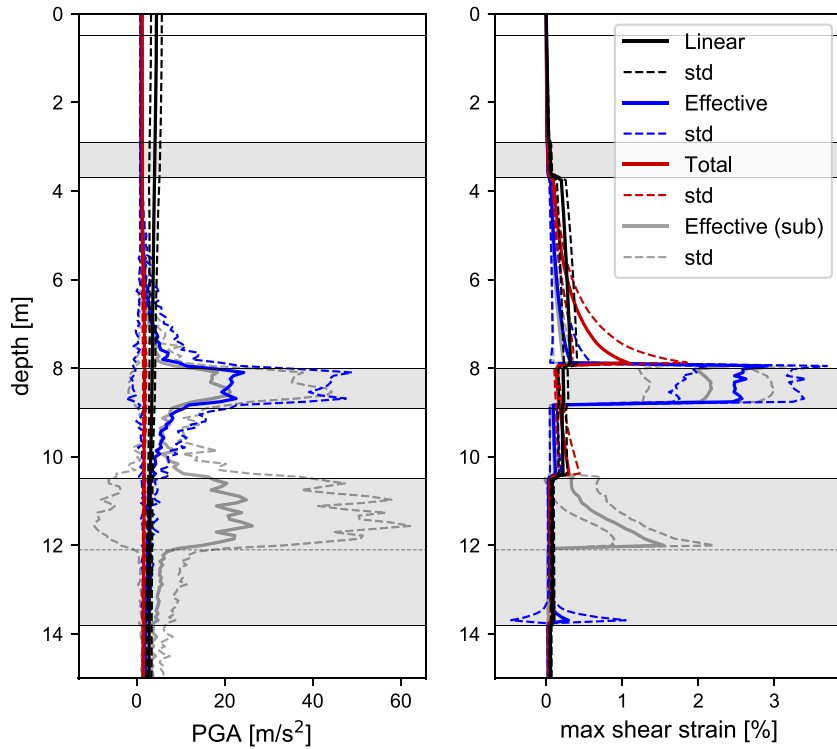 0
2
4
6
8
10
12
14
depth [m]
0
20
40
60
PGA [m/s²]
0
2
4
6
8
10
12
14
0
1
2
3
max shear strain [%]
Linear
std
Effective
std
Total
std
Effective (sub)
std